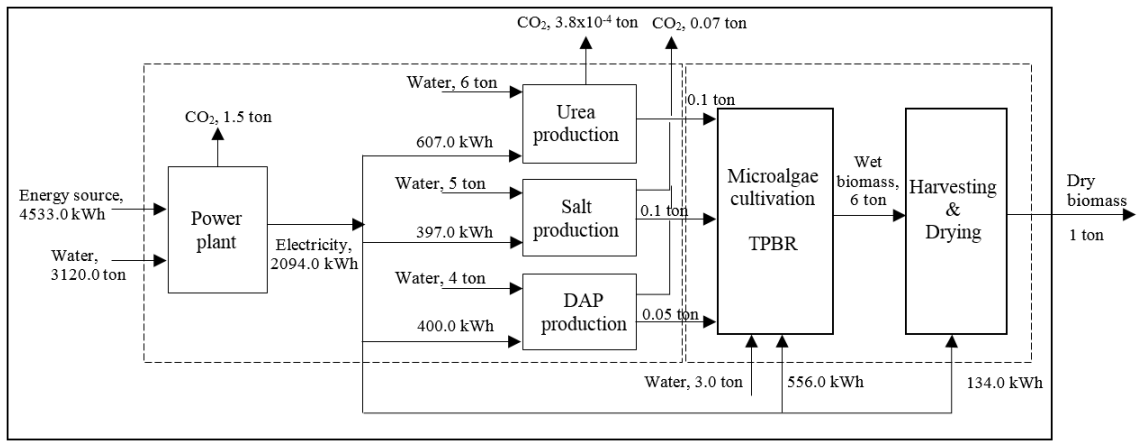 CO₂, 3.8x10⁻⁴ ton
CO₂, 0.07 ton
Water, 6 ton
Urea
production
0.1 ton
CO₂, 1.5 ton
607.0 kWh
Energy source,
4533.0 kWh
Water,
3120.0 ton
Power
plant
Electricity,
2094.0 kWh
Water, 5 ton
Salt
production
0.1 ton
397.0 kWh
Water, 4 ton
DAP
production
0.05 ton
400.0 kWh
Microalgae
cultivation
TPBR
Wet
biomass,
6 ton
Harvesting
&
Drying
Dry
biomass
1 ton
Water, 3.0 ton
556.0 kWh
134.0 kWh